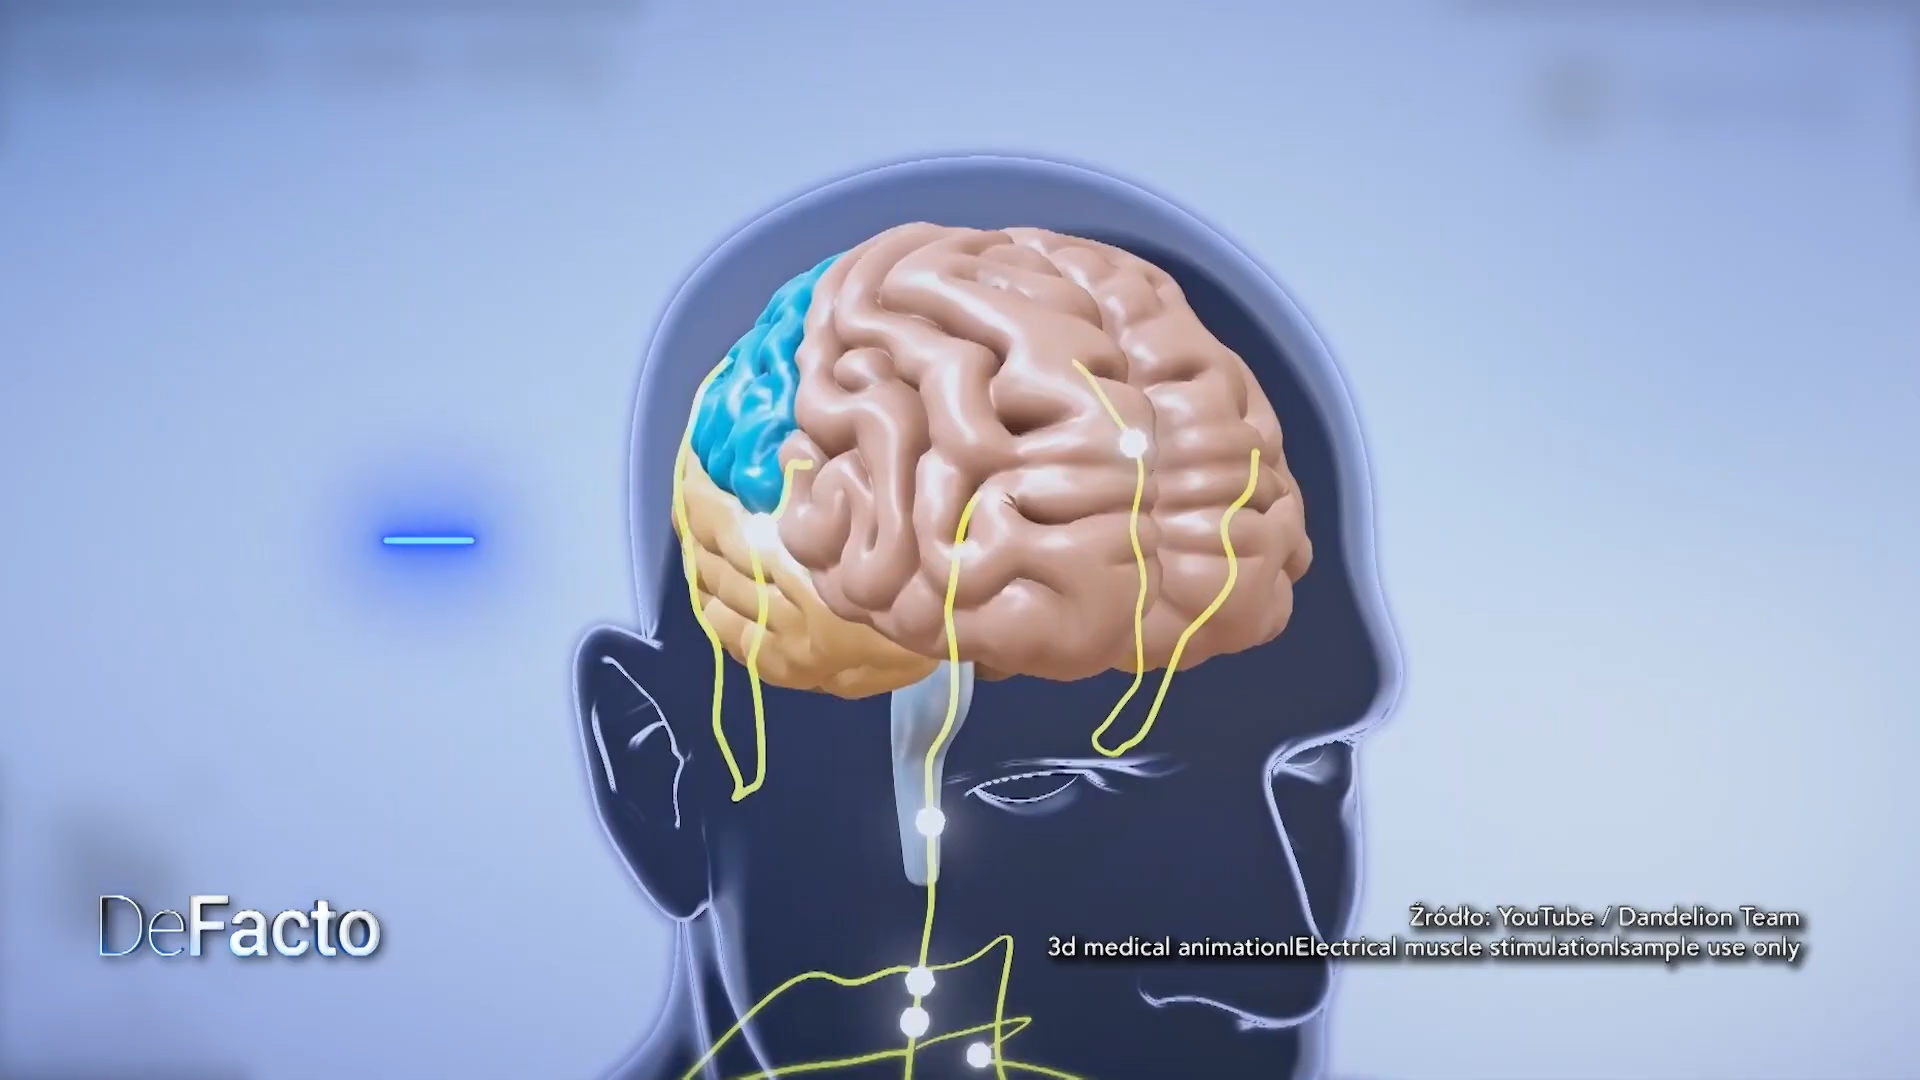 DeFacto
Źródło: YouTube / Dandelion Team
3d medical animation|Electrical muscle stimulation|sample use only